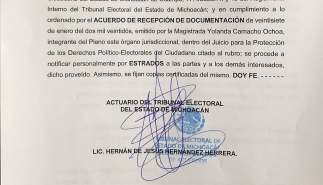 Interno del Tribunal Electoral del Estado de Michoacán; y en cumplimiento a lo
ordenado por el ACUERDO DE RECEPCIÓN DE DOCUMENTACIÓN de veintisiete
de enero del dos mil veintidós, emitido por la Magistrada Yolanda Camacho Ochoa,
integrante del Pleno este órgano jurisdiccional, dentro del Juicio para la Protección
de los Derechos Político-Electorales del Ciudadano citado al rubro; se procede a
notificar personalmente por ESTRADOS a las partes y a los demás interesados,
dicho proveído. Asimismo, se fijan copias certificadas del mismo. DOY FE. - - - - -
ACTUARIO DEL TRIBUNAL ELECTORAL
DEL ESTADO DE MICHOACÁN
TRIBUNAL ELECTORAL DEL
ESTADO DE MICHOACÁN
LIC. HERNÁN DE JESÚS HERNÁNDEZ HERRERA.